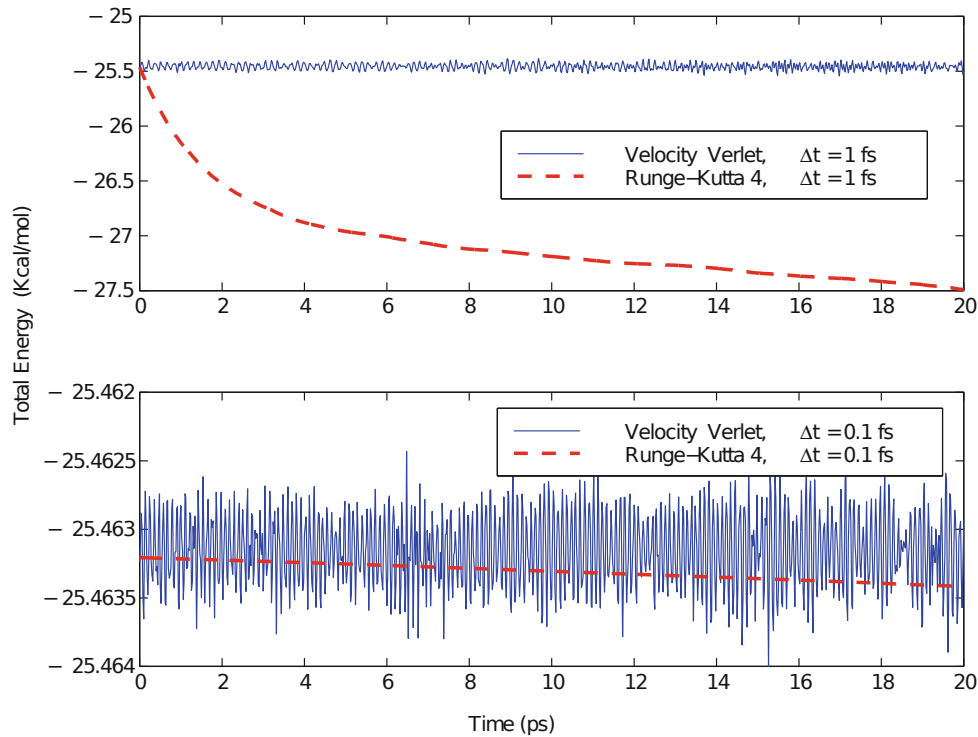 − 25
− 25.5
− 26
− 26.5
− 27
− 27.5
0 2 4 6 8 10 12 14 16 18 20
Velocity Verlet, Δt = 1 fs
Runge−Kutta 4, Δt = 1 fs
Total Energy (Kcal/mol)
− 25.462
− 25.4625
− 25.463
− 25.4635
− 25.464
0 2 4 6 8 10 12 14 16 18 20
Velocity Verlet, Δt = 0.1 fs
Runge−Kutta 4, Δt = 0.1 fs
Time (ps)